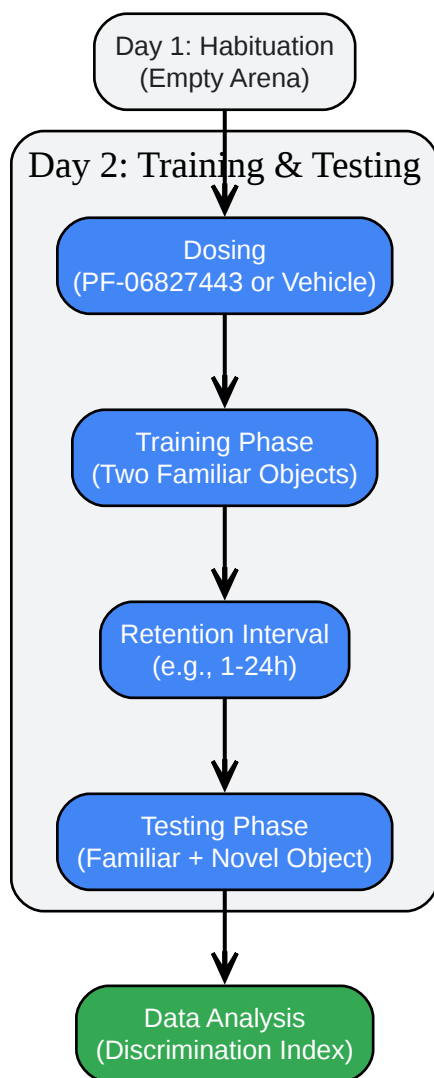 Day 1: Habituation
(Empty Arena)
Day 2: Training & Testing
Dosing
(PF-06827443 or Vehicle)
Training Phase
(Two Familiar Objects)
Retention Interval
(e.g., 1-24h)
Testing Phase
(Familiar + Novel Object)
Data Analysis
(Discrimination Index)